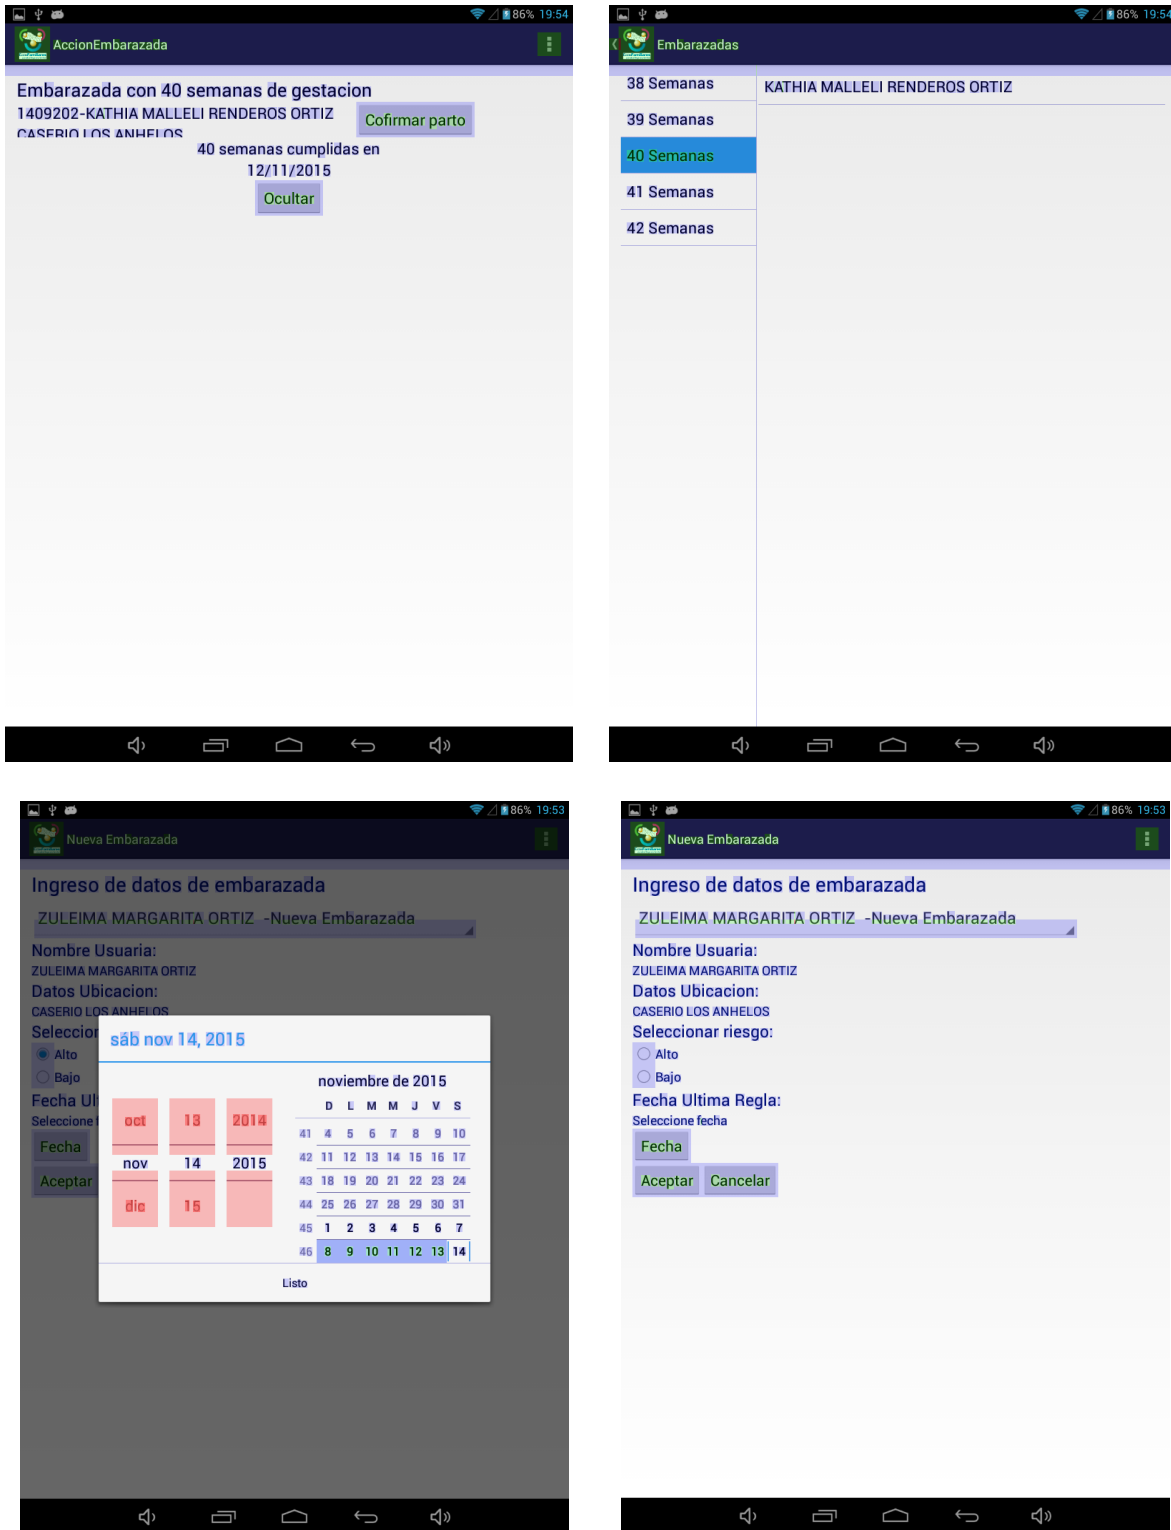 86% 19:54
AccionEmbarazada
Embarazada con 40 semanas de gestacion
1409202-KATHIA MALLELI RENDEROS ORTIZ
Cofirmar parto
CASERIO LOS ANHELOS
40 semanas cumplidas en
12/11/2015
Ocultar
86% 19:54
Embarazadas
38 Semanas
KATHIA MALLELI RENDEROS ORTIZ
39 Semanas
40 Semanas
41 Semanas
42 Semanas
86% 19:53
Nueva Embarazada
Ingreso de datos de embarazada
ZULEIMA MARGARITA ORTIZ -Nueva Embarazada
Nombre Usuaria:
ZULEIMA MARGARITA ORTIZ
Datos Ubicacion:
CASERIO LOS ANHELOS
Seleccion
Alto
Bajo
Fecha Ul
Seleccione f
Fecha
Aceptar
sáb nov 14, 2015
oct 13 2014
nov 14 2015
dic 15
noviembre de 2015
D L M M J V S
41 4 5 6 7 8 9 10
42 11 12 13 14 15 16 17
43 18 19 20 21 22 23 24
44 25 26 27 28 29 30 31
45 1 2 3 4 5 6 7
46 8 9 10 11 12 13 14
Listo
86% 19:53
Nueva Embarazada
Ingreso de datos de embarazada
ZULEIMA MARGARITA ORTIZ -Nueva Embarazada
Nombre Usuaria:
ZULEIMA MARGARITA ORTIZ
Datos Ubicacion:
CASERIO LOS ANHELOS
Seleccionar riesgo:
Alto
Bajo
Fecha Ultima Regla:
Seleccione fecha
Fecha
Aceptar Cancelar